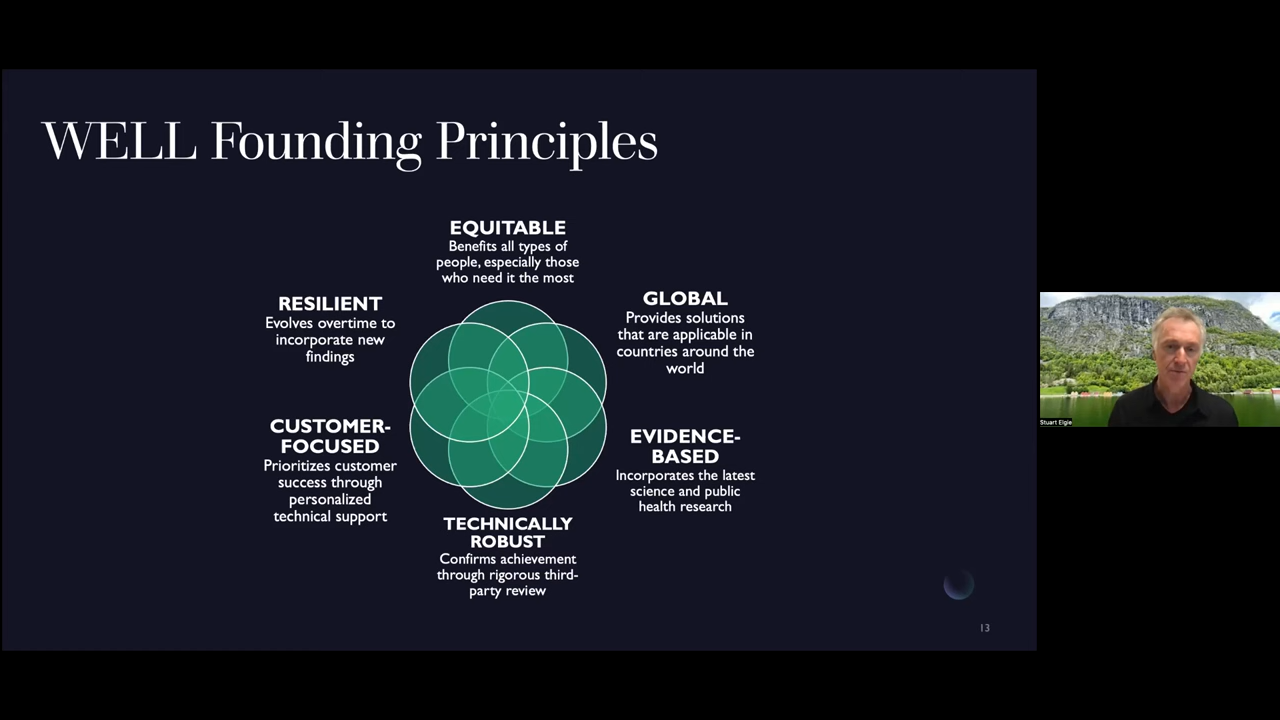 WELL Founding Principles
EQUITABLE
Benefits all types of
people, especially those
who need it the most
GLOBAL
Provides solutions
that are applicable in
countries around the
world
EVIDENCE-
BASED
Incorporates the latest
science and public
health research
TECHNICALLY
ROBUST
Confirms achievement
through rigorous third-
party review
CUSTOMER-
FOCUSED
Prioritizes customer
success through
personalized
technical support
RESILIENT
Evolves overtime to
incorporate new
findings
13
Stuart Elgie